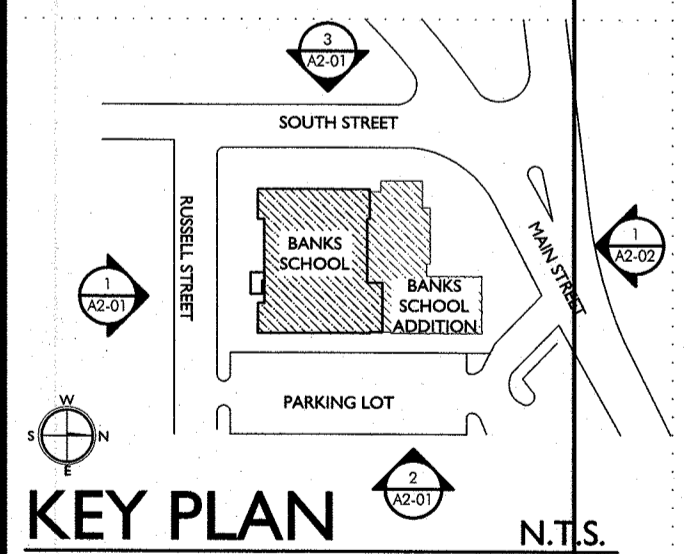 3
A2-01
SOUTH STREET
RUSSELL STREET
MAIN STREET
BANKS
SCHOOL
BANKS
SCHOOL
ADDITION
1
A2-01
1
A2-02
PARKING LOT
W
S N
E
2
A2-01
KEY PLAN
N.T.S.